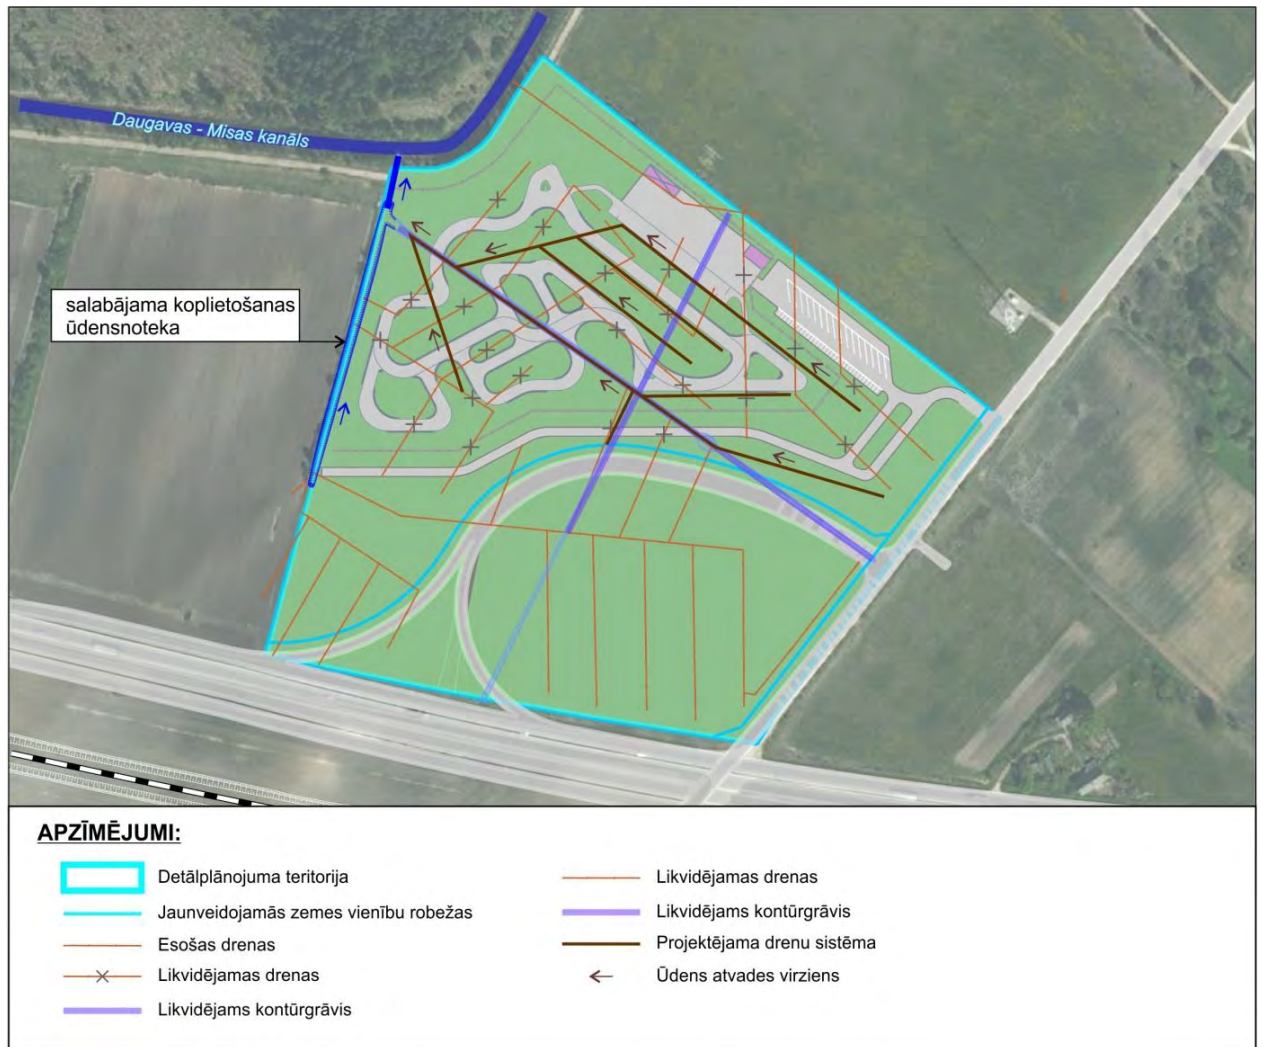 Daugavas - Misas kanāls
salabājama koplietošanas
ūdensnoteka
APZĪMĒJUMI:
Detālplānojuma teritorija
Jaunveidojamās zemes vienību robežas
Esošas drenas
Likvidējamas drenas
Likvidējams kontūrgrāvis
Likvidējamas drenas
Likvidējams kontūrgrāvis
Projektējama drenu sistēma
Ūdens atvades virziens